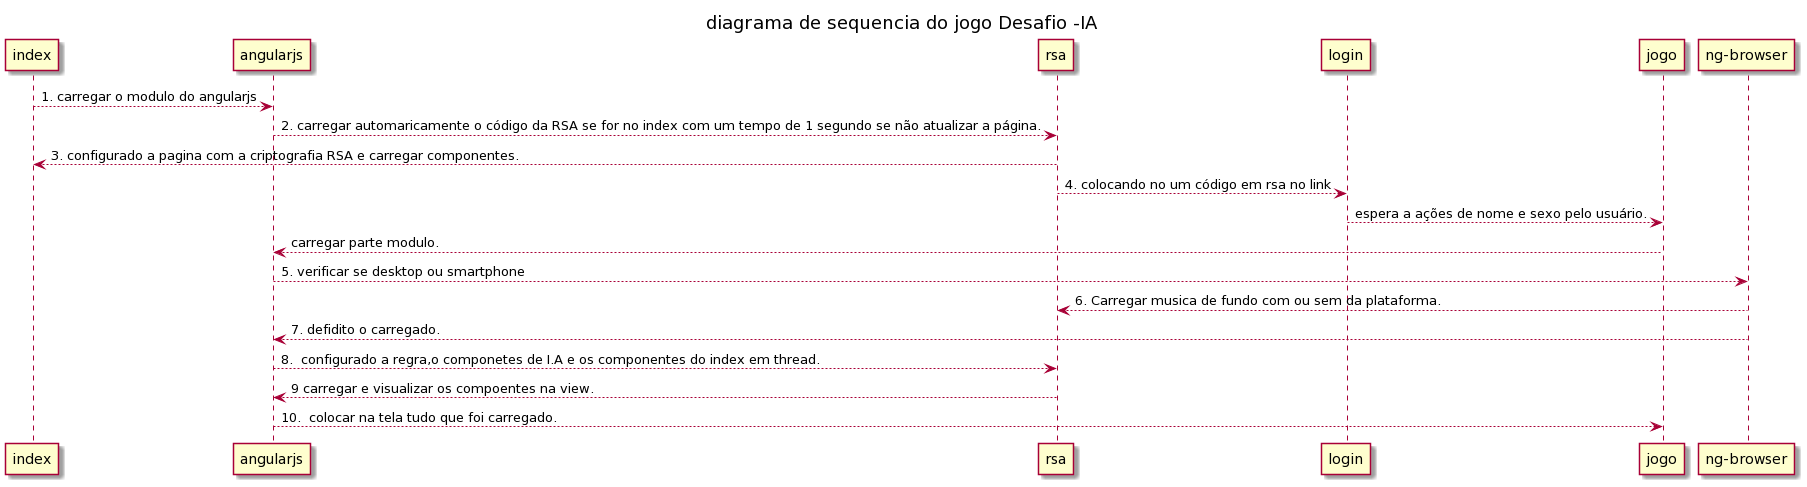 diagrama de sequencia do jogo Desafio -IA
index
angularjs
rsa
login
jogo
ng-browser
1. carregar o modulo do angularjs
2. carregar automaricamente o código da RSA se for no index com um tempo de 1 segundo se não atualizar a página.
3. configurado a pagina com a criptografia RSA e carregar componentes.
4. colocando no um código em rsa no link
espera a ações de nome e sexo pelo usuário.
carregar parte modulo.
5. verificar se desktop ou smartphone
6. Carregar musica de fundo com ou sem da plataforma.
7. defidito o carregado.
8.  configurado a regra,o componetes de I.A e os componentes do index em thread.
9 carregar e visualizar os compoentes na view.
10.  colocar na tela tudo que foi carregado.
index
angularjs
rsa
login
jogo
ng-browser